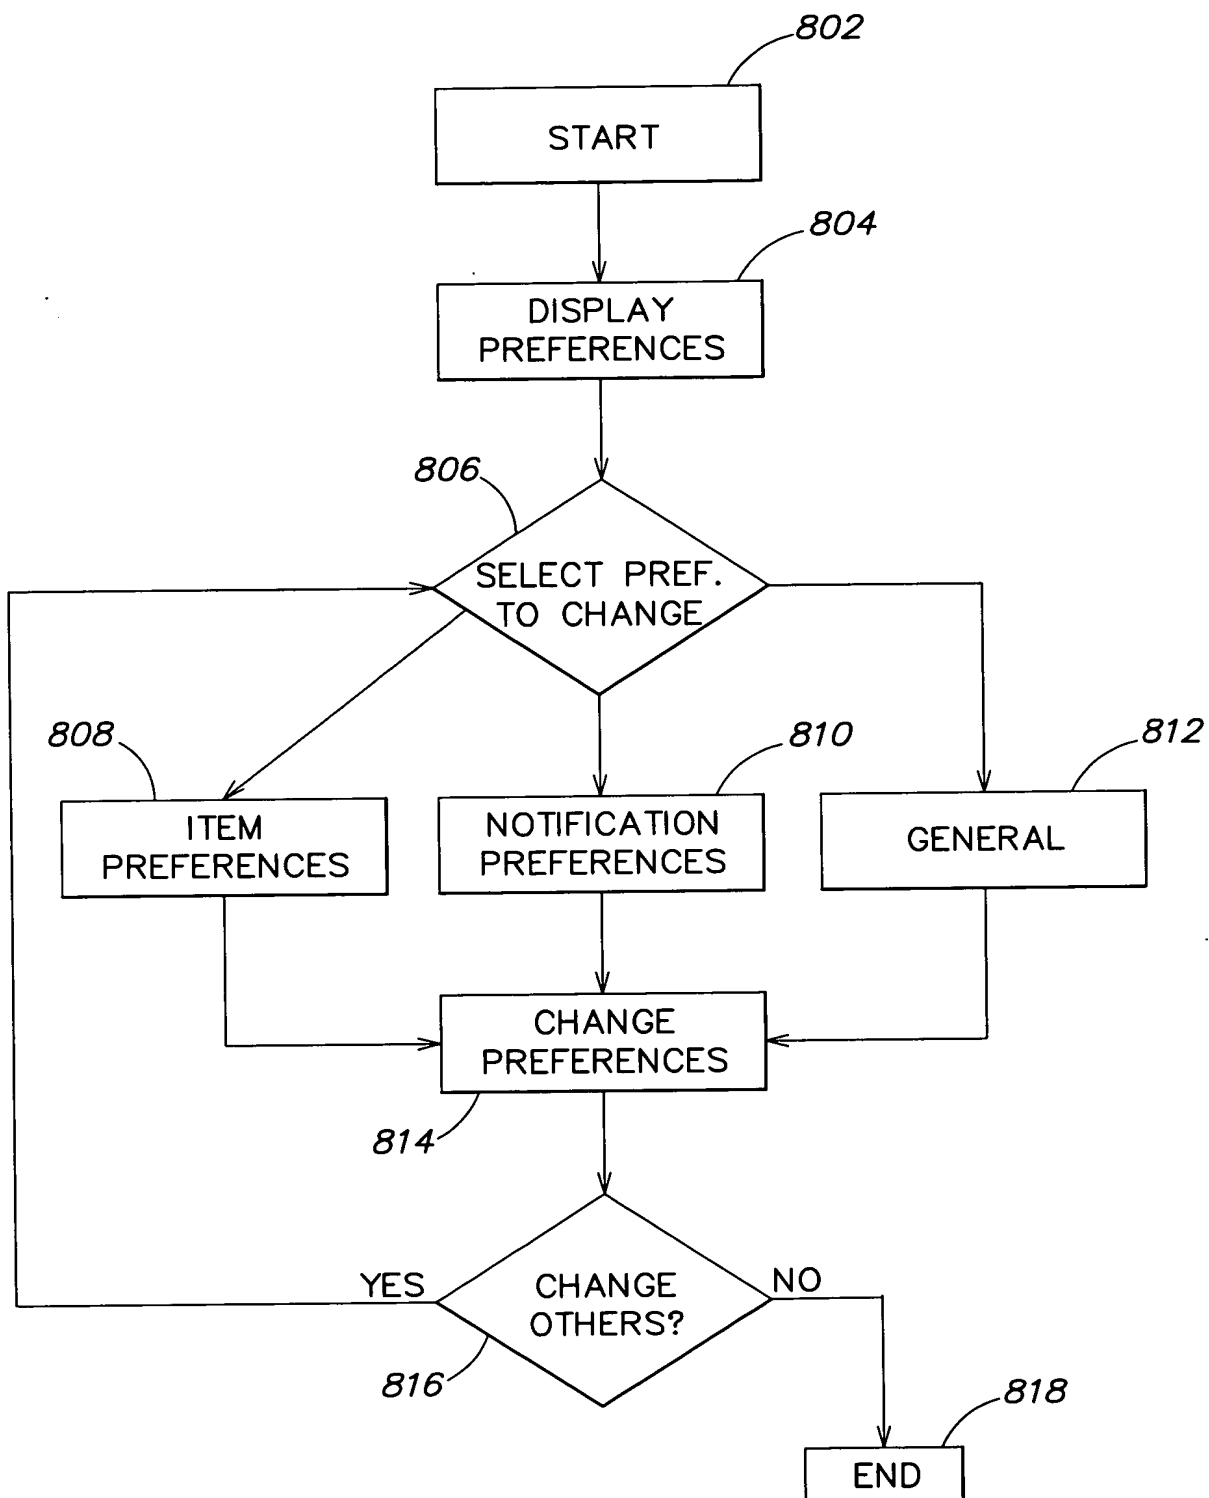 802
START
804
DISPLAY
PREFERENCES
806
SELECT PREF.
TO CHANGE
808
ITEM
PREFERENCES
810
NOTIFICATION
PREFERENCES
812
GENERAL
CHANGE
PREFERENCES
814
YES
CHANGE
OTHERS?
NO
816
818
END